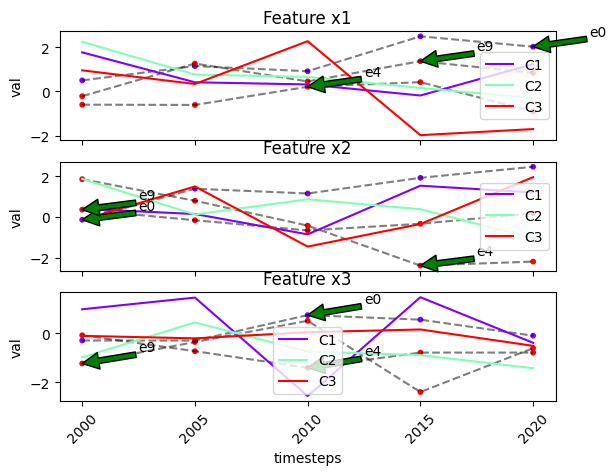 Feature x1
val
2
0
−2
e0
e9
e4
C1
C2
C3
Feature x2
val
2
0
−2
e9
e0
e4
C1
C2
C3
Feature x3
val
0
−2
e0
e4
e9
C1
C2
C3
2000
2005
2010
2015
2020
timesteps